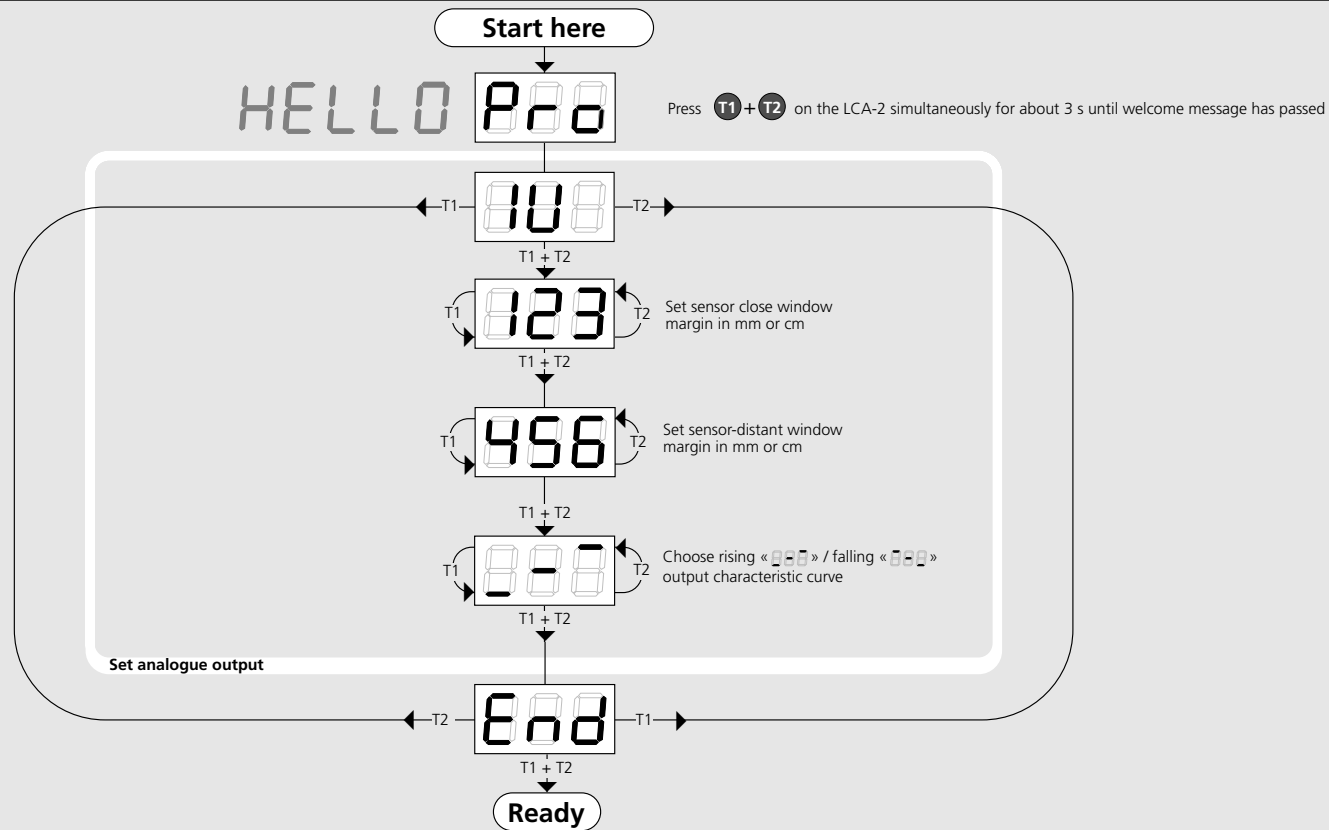 Start here
HELLO Pro
Press T1 + T2 on the LCA-2 simultaneously for about 3 s until welcome message has passed
T1 IU T2
T1 + T2
T1 123 T2
Set sensor close window
margin in mm or cm
T1 + T2
T1 456 T2
Set sensor-distant window
margin in mm or cm
T1 + T2
T1 _-‾ T2
Choose rising « _-‾ » / falling « ‾-_ »
output characteristic curve
T1 + T2
Set analogue output
T2 End T1
T1 + T2
Ready